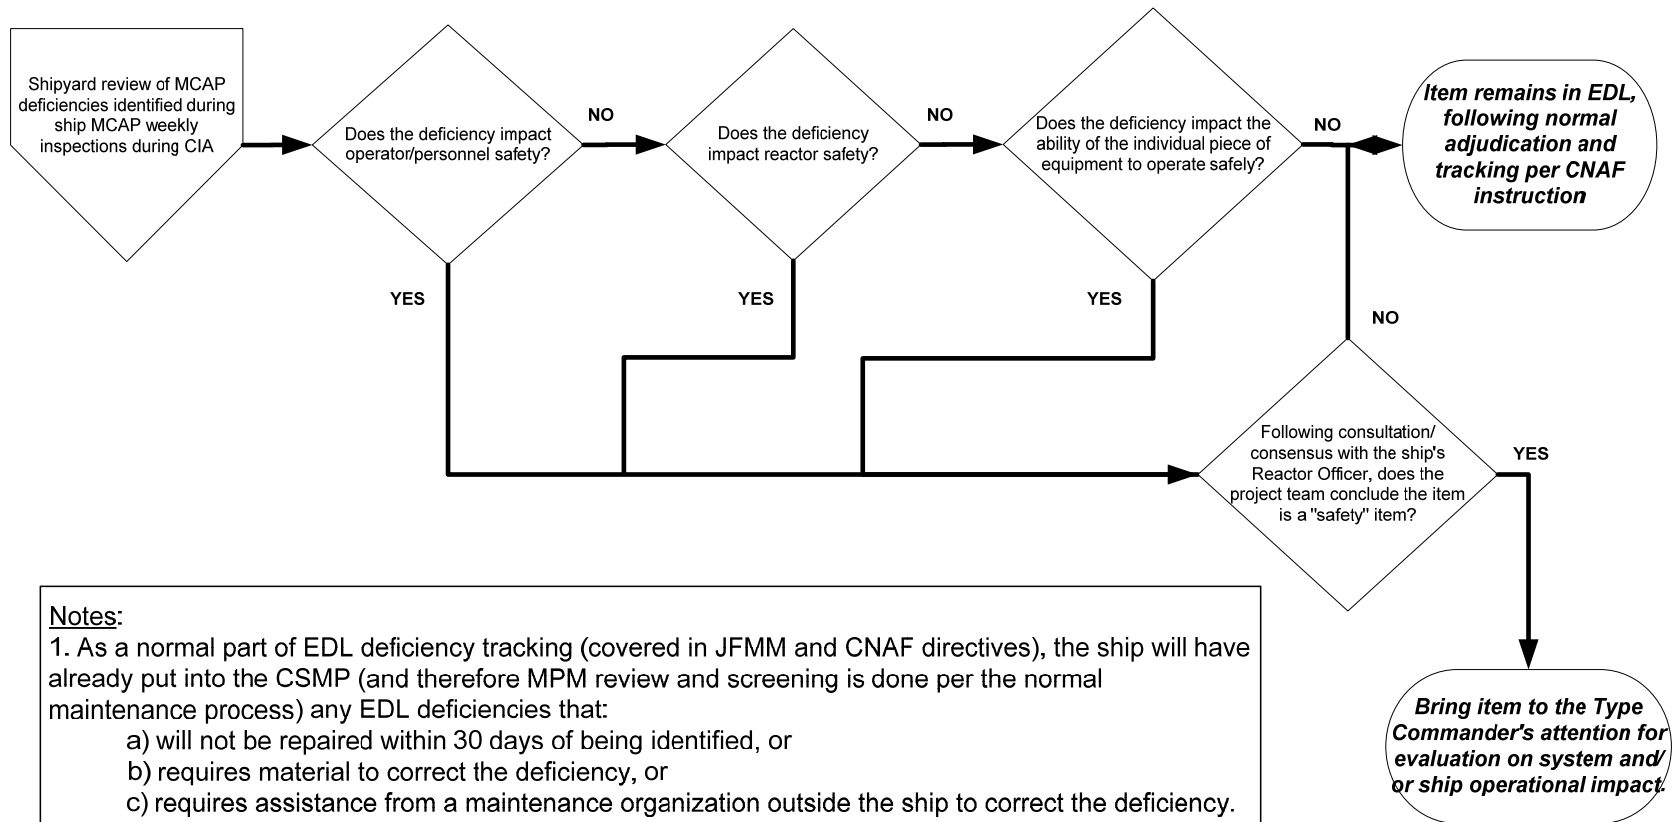 Shipyard review of MCAP
deficiencies identified during
ship MCAP weekly
inspections during CIA
Does the deficiency impact
operator/personnel safety?
NO
Does the deficiency
impact reactor safety?
NO
Does the deficiency impact the
ability of the individual piece of
equipment to operate safely?
NO
Item remains in EDL,
following normal
adjudication and
tracking per CNAF
instruction
YES
YES
YES
NO
Following consultation/
consensus with the ship's
Reactor Officer, does the
project team conclude the item
is a "safety" item?
YES
Bring item to the Type
Commander's attention for
evaluation on system and/
or ship operational impact.
Notes:
1. As a normal part of EDL deficiency tracking (covered in JFMM and CNAF directives), the ship will have
already put into the CSMP (and therefore MPM review and screening is done per the normal
maintenance process) any EDL deficiencies that:
a) will not be repaired within 30 days of being identified, or
b) requires material to correct the deficiency, or
c) requires assistance from a maintenance organization outside the ship to correct the deficiency.